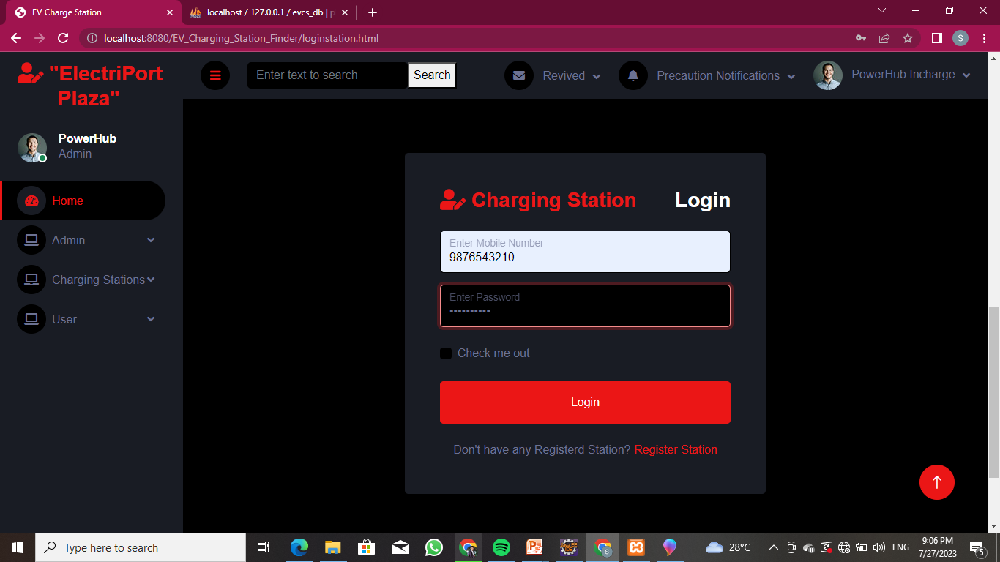 EV Charge Station
localhost / 127.0.0.1 / evcs_db | p
localhost:8080/EV_Charging_Station_Finder/loginstation.html
S
"ElectriPort
Plaza"
Enter text to search
Search
Revived
Precaution Notifications
PowerHub Incharge
PowerHub
Admin
Home
Admin
Charging Stations
User
Charging Station
Login
Enter Mobile Number
9876543210
Enter Password
••••••••••
Check me out
Login
Don't have any Registerd Station? Register Station
Type here to search
28°C
ENG
9:06 PM
7/27/2023
5